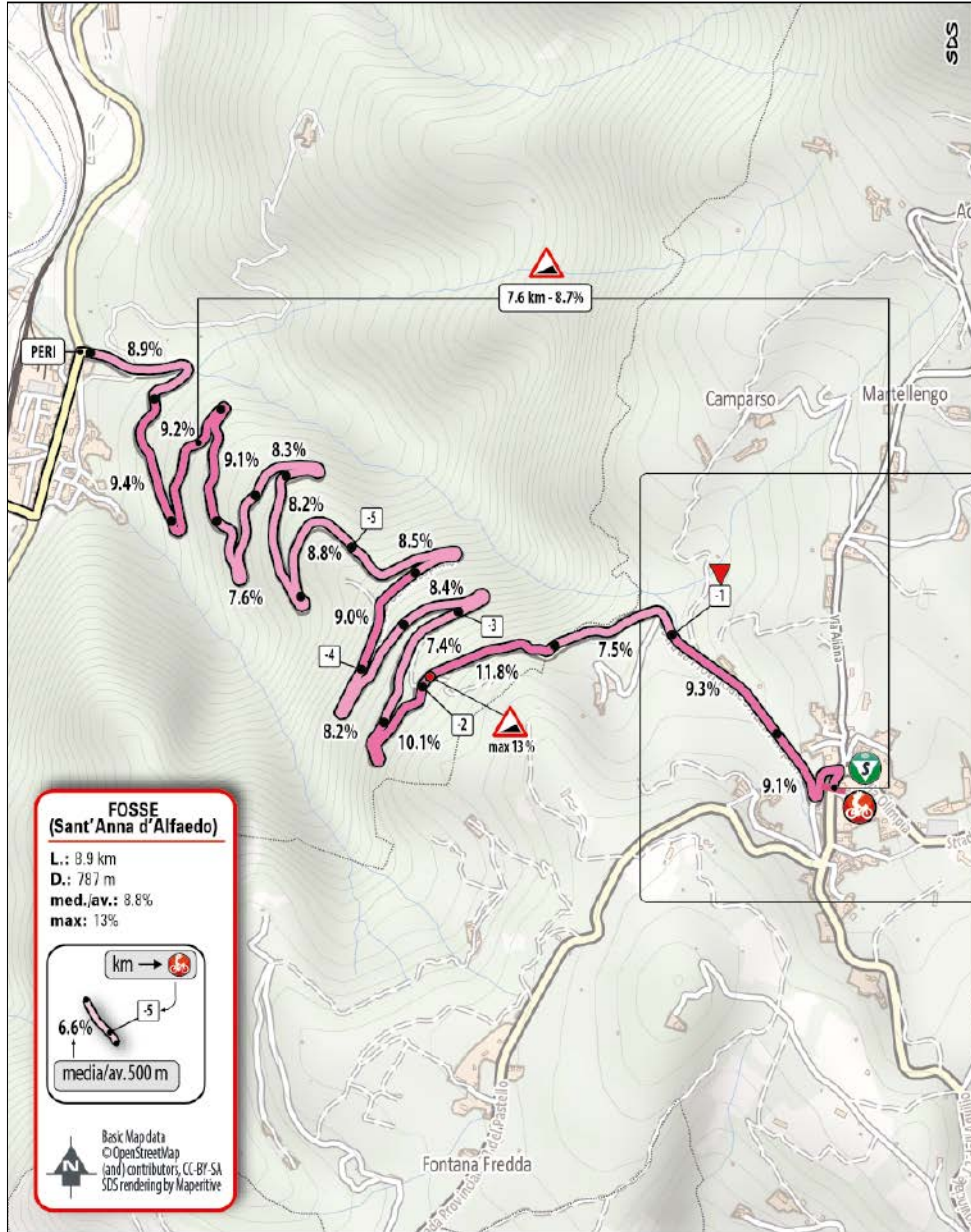 SDS
7.6 km - 8.7%
PERI
8.9%
Camparso
Martellengo
9.2%
8.3%
9.1%
9.4%
8.2%
-5
8.5%
8.8%
7.6%
8.4%
9.0%
-1
-3
7.4%
7.5%
Via Aliana
-4
11.8%
9.3%
8.2%
-2
10.1%
max 13%
S
9.1%
FOSSE
(Sant'Anna d'Alfaedo)
L.: 8.9 km
D.: 787 m
med./av.: 8.8%
max: 13%
km →
-5
6.6%
media/av. 500 m
N
Basic Map data
©OpenStreetMap
(and) contributors, CC-BY-SA
SDS rendering by Maperitive
Fontana Fredda